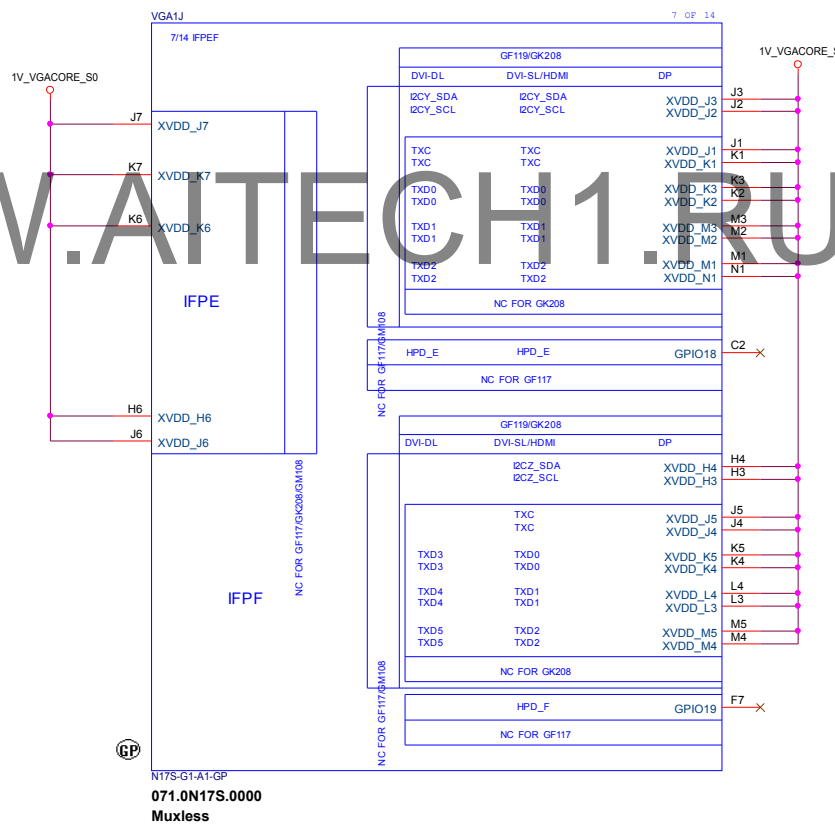 VGA1J
7 OF 14
7/14 IFPEF
1V_VGACORE_S0
1V_VGACORE_S
GF119/GK208
DVI-DL DVI-SL/HDMI DP
I2CY_SDA I2CY_SDA XVDD_J3 J3
I2CY_SCL I2CY_SCL XVDD_J2 J2
J7 XVDD_J7
TXC TXC XVDD_J1 J1
TXC TXC XVDD_K1 K1
K7 XVDD_K7
TXD0 TXD0 XVDD_K3 K3
TXD0 TXD0 XVDD_K2 K2
K6 XVDD_K6
TXD1 TXD1 XVDD_M3 M3
TXD1 TXD1 XVDD_M2 M2
W.AITECH1.RU
TXD2 TXD2 XVDD_M1 M1
TXD2 TXD2 XVDD_N1 N1
IFPE
NC FOR GK208
NC FOR GF117/GM108
HPD_E HPD_E GPIO18 C2
NC FOR GF117
H6 XVDD_H6
J6 XVDD_J6
GF119/GK208
DVI-DL DVI-SL/HDMI DP
I2CZ_SDA XVDD_H4 H4
I2CZ_SCL XVDD_H3 H3
NC FOR GF117/GK208/GM108
TXC XVDD_J5 J5
TXC XVDD_J4 J4
TXD3 TXD0 XVDD_K5 K5
TXD3 TXD0 XVDD_K4 K4
IFPF
TXD4 TXD1 XVDD_L4 L4
TXD4 TXD1 XVDD_L3 L3
TXD5 TXD2 XVDD_M5 M5
TXD5 TXD2 XVDD_M4 M4
NC FOR GK208
NC FOR GF117/GM108
HPD_F GPIO19 F7
NC FOR GF117
GP
N17S-G1-A1-GP
071.0N17S.0000
Muxless